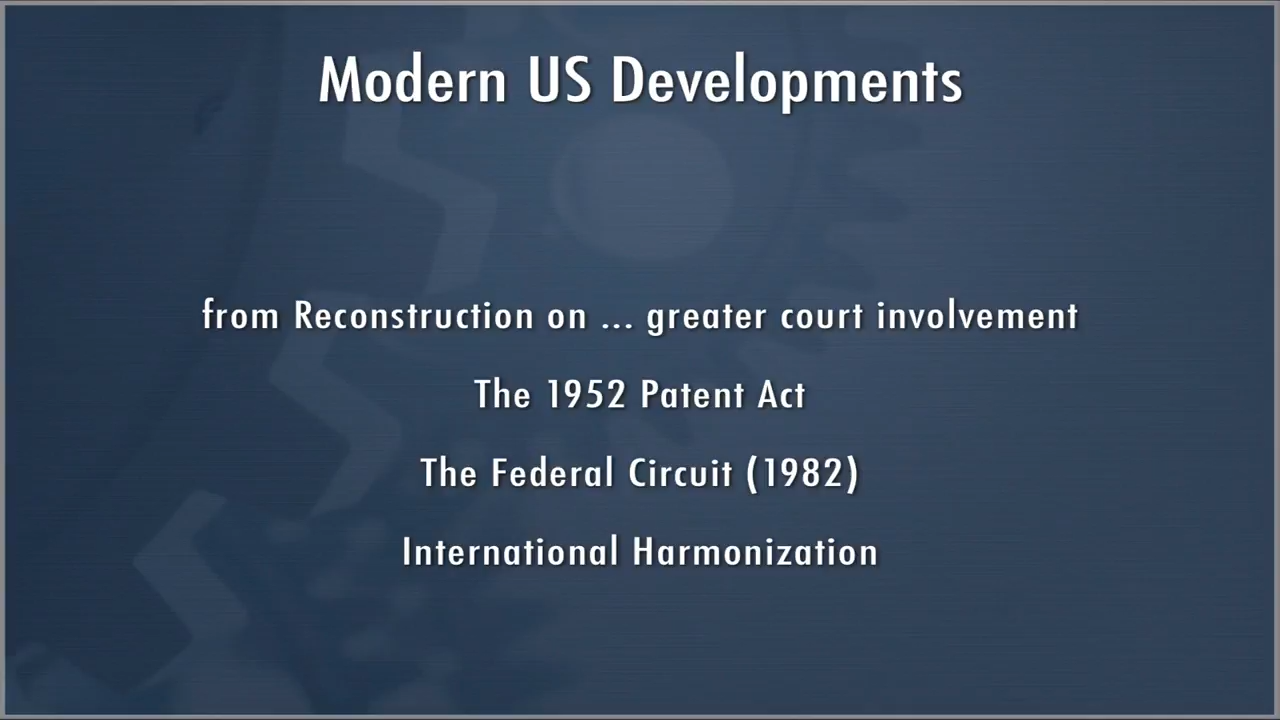 Modern US Developments
from Reconstruction on ... greater court involvement
The 1952 Patent Act
The Federal Circuit (1982)
International Harmonization